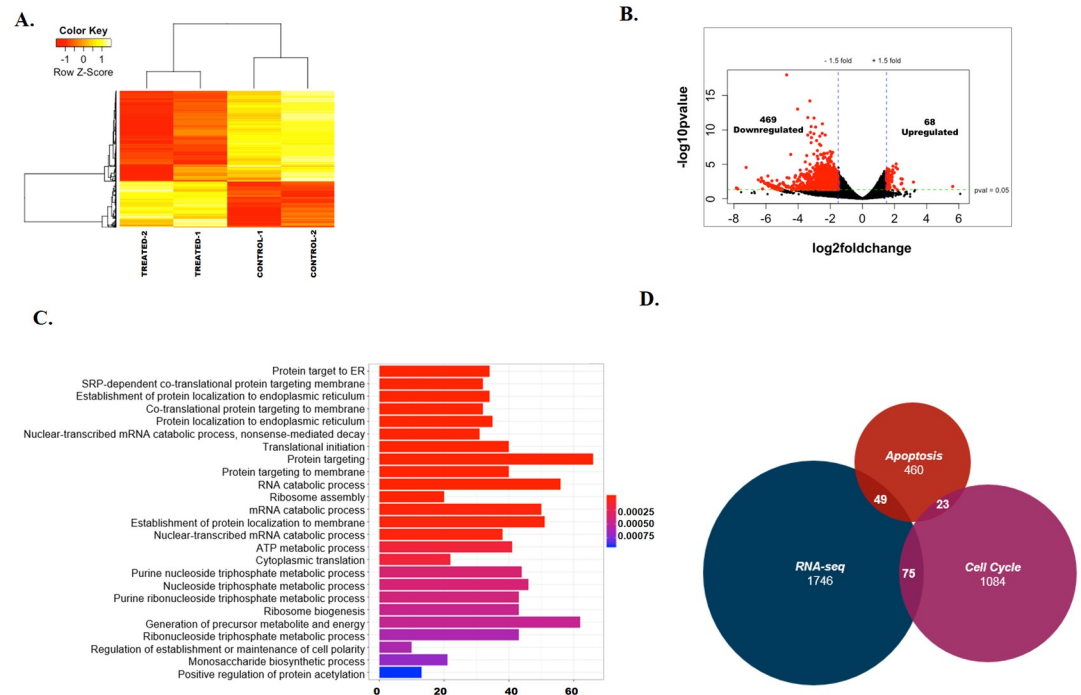 A.
Color Key
-1 0 1
Row Z-Score
TREATED-2
TREATED-1
CONTROL-1
CONTROL-2
B.
- 1.5 fold
+ 1.5 fold
469
Downregulated
68
Upregulated
-log10pvalue
15
10
5
0
pval = 0.05
-8 -6 -4 -2 0 2 4 6
log2foldchange
C.
Protein target to ER
SRP-dependent co-translational protein targeting membrane
Establishment of protein localization to endoplasmic reticulum
Co-translational protein targeting to membrane
Protein localization to endoplasmic reticulum
Nuclear-transcribed mRNA catabolic process, nonsense-mediated decay
Translational initiation
Protein targeting
Protein targeting to membrane
RNA catabolic process
Ribosome assembly
mRNA catabolic process
Establishment of protein localization to membrane
Nuclear-transcribed mRNA catabolic process
ATP metabolic process
Cytoplasmic translation
Purine nucleoside triphosphate metabolic process
Nucleoside triphosphate metabolic process
Purine ribonucleoside triphosphate metabolic process
Ribosome biogenesis
Generation of precursor metabolite and energy
Ribonucleoside triphosphate metabolic process
Regulation of establishment or maintenance of cell polarity
Monosaccharide biosynthetic process
Positive regulation of protein acetylation
0 20 40 60
0.00025
0.00050
0.00075
D.
Apoptosis
460
49
23
RNA-seq
1746
75
Cell Cycle
1084